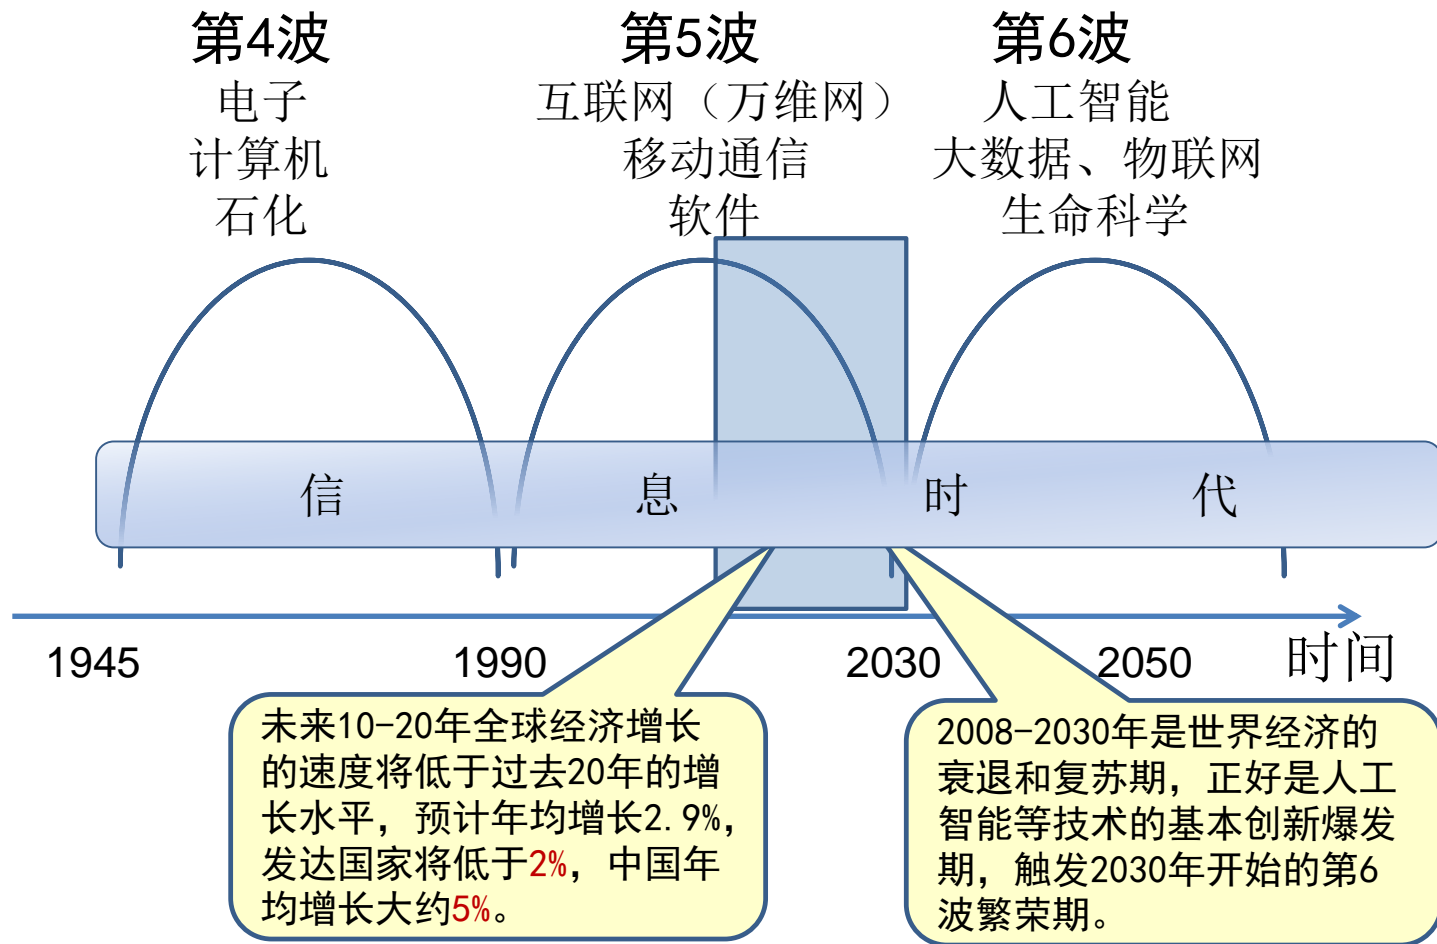 第4波
电子
计算机
石化
第5波
互联网（万维网）
移动通信
软件
第6波
人工智能
大数据、物联网
生命科学
信 息 时 代
1945 1990 2030 2050 时间
未来10-20年全球经济增长
的速度将低于过去20年的增
长水平，预计年均增长2.9%，
发达国家将低于2%，中国年
均增长大约5%。
2008-2030年是世界经济的
衰退和复苏期，正好是人工
智能等技术的基本创新爆发
期，触发2030年开始的第6
波繁荣期。